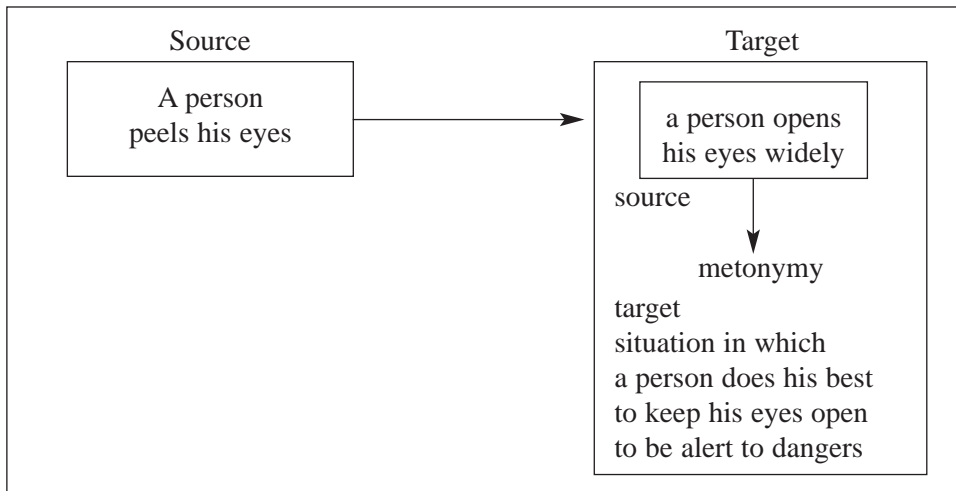 Source
A person
peels his eyes
Target
a person opens
his eyes widely
source
metonymy
target
situation in which
a person does his best
to keep his eyes open
to be alert to dangers